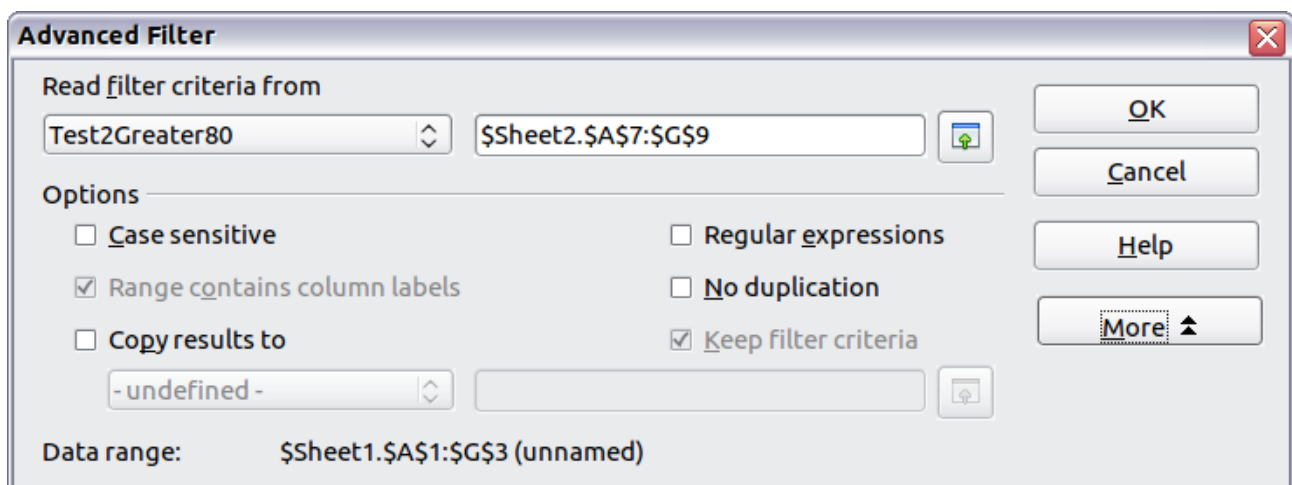 Advanced Filter
Read filter criteria from
Test2Greater80 $Sheet2.$A$7:$G$9
OK
Cancel
Options
Case sensitive Regular expressions
Help
Range contains column labels No duplication
More
Copy results to Keep filter criteria
- undefined -
Data range: $Sheet1.$A$1:$G$3 (unnamed)